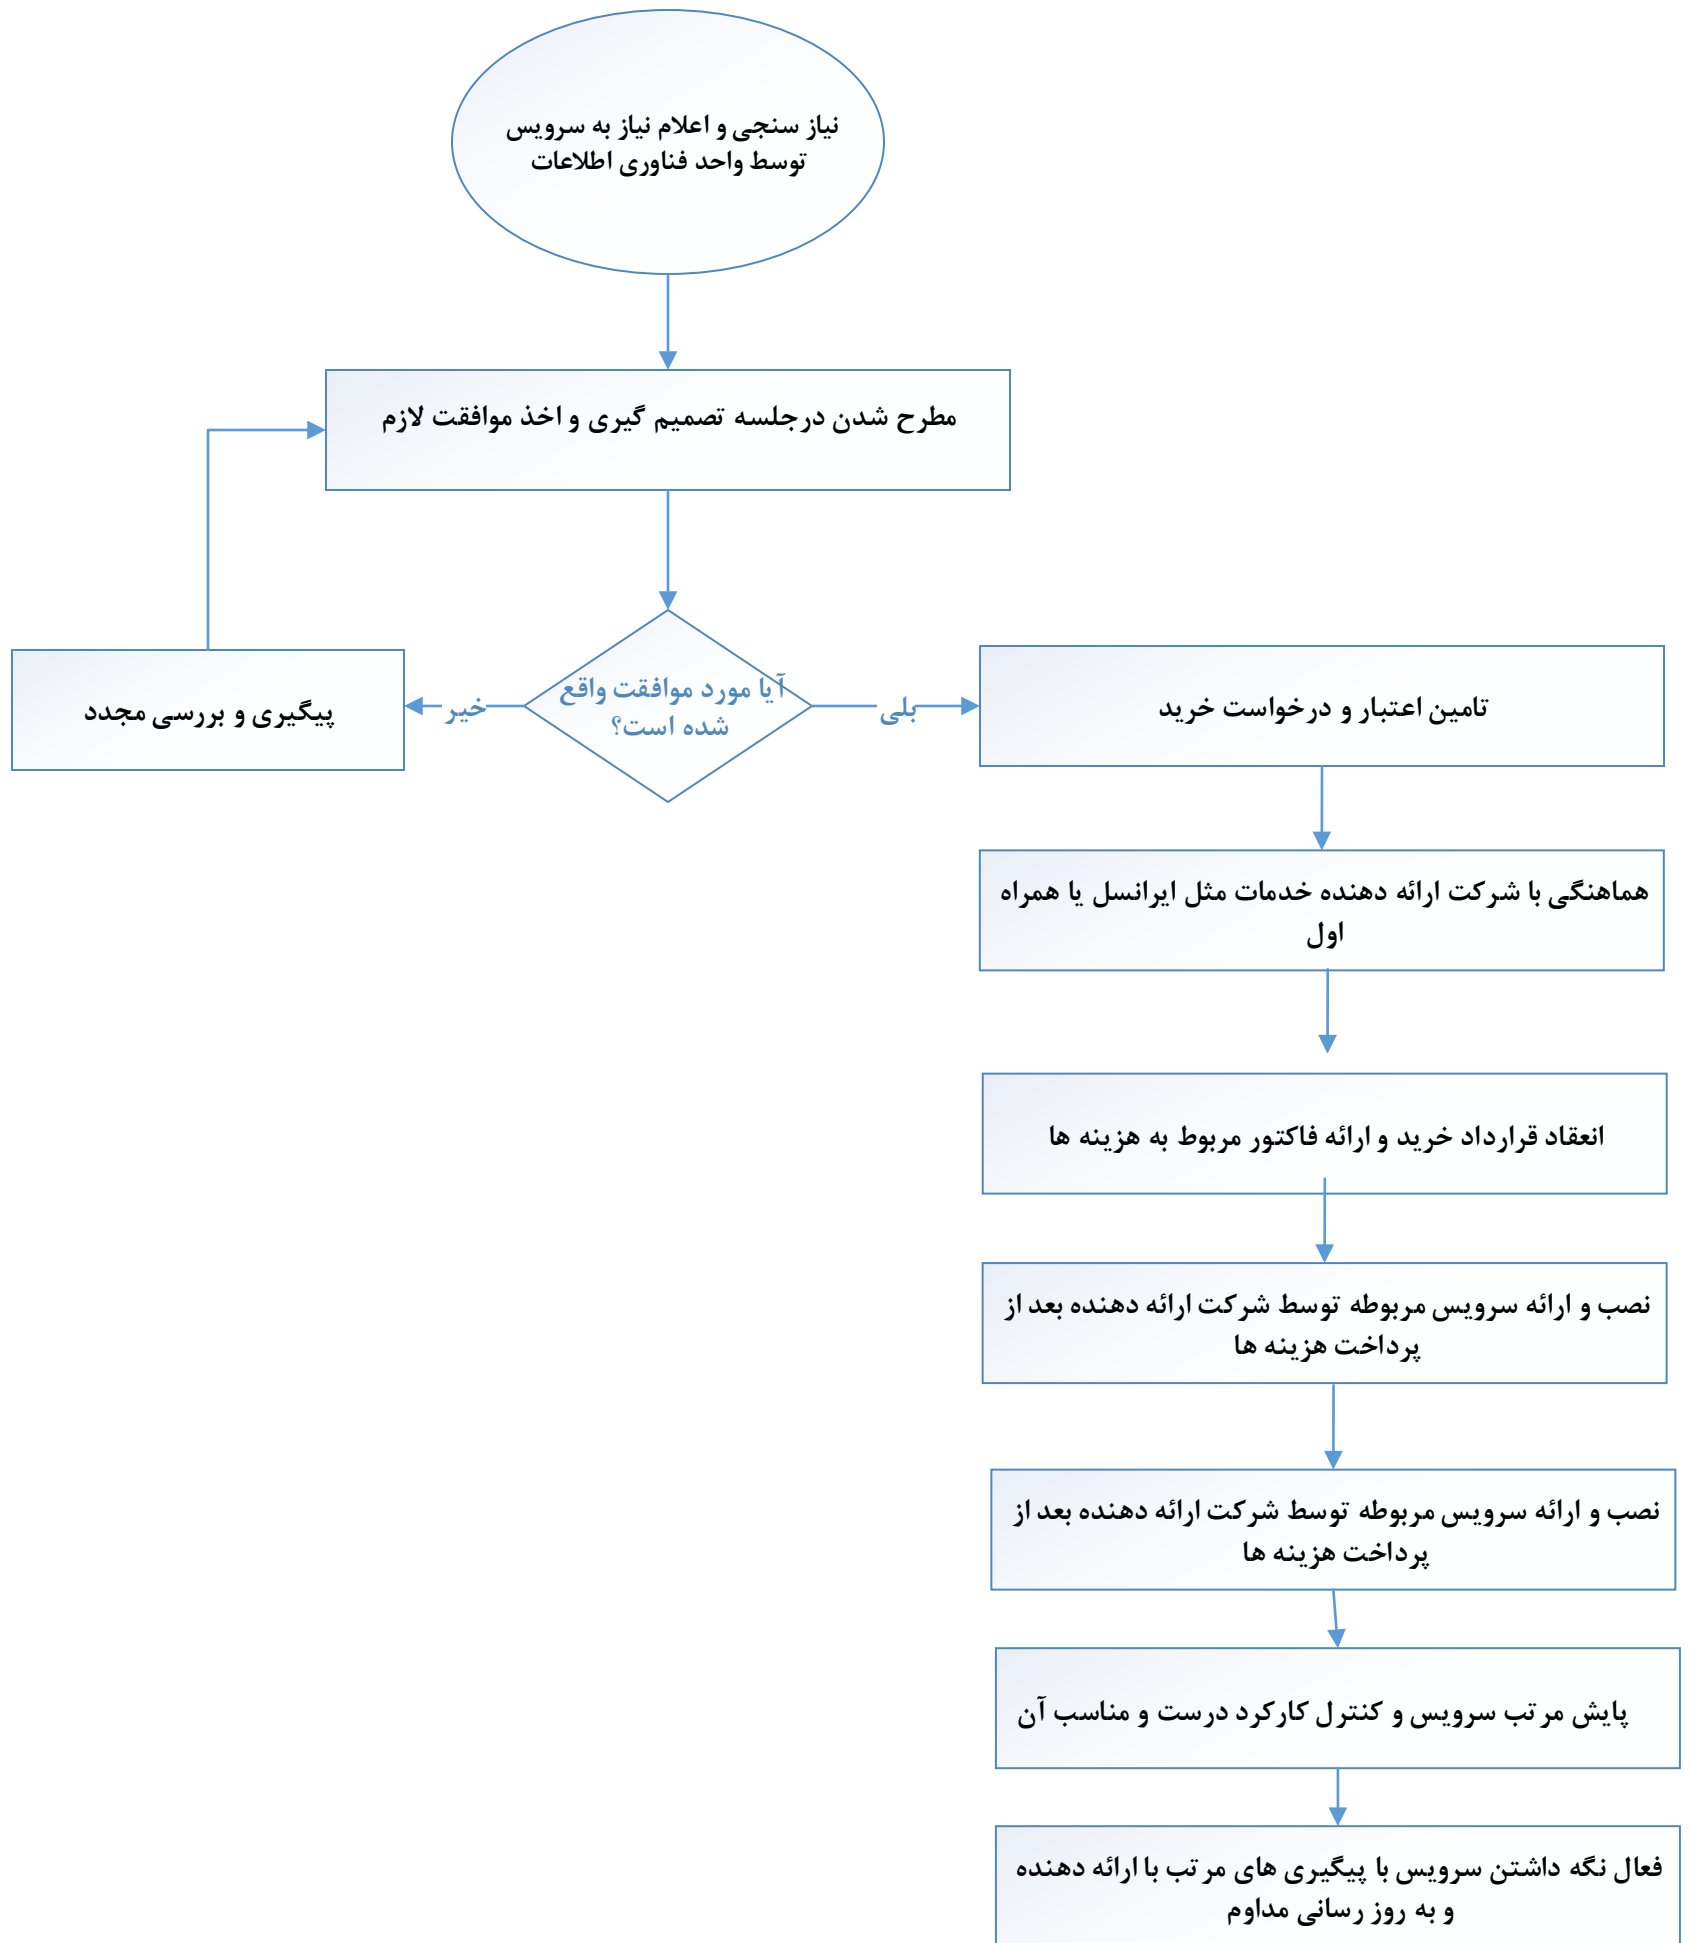 نیاز سنجی و اعلام نیاز به سرویس
توسط واحد فناوری اطلاعات
مطرح شدن درجلسه تصمیم گیری و اخذ موافقت لازم
آیا مورد موافقت واقع
شده است؟
بلی
خیر
پیگیری و بررسی مجدد
تامین اعتبار و درخواست خرید
هماهنگی با شرکت ارائه دهنده خدمات مثل ایرانسل یا همراه
اول
انعقاد قرارداد خرید و ارائه فاکتور مربوط به هزینه ها
نصب و ارائه سرویس مربوطه توسط شرکت ارائه دهنده بعد از
پرداخت هزینه ها
نصب و ارائه سرویس مربوطه توسط شرکت ارائه دهنده بعد از
پرداخت هزینه ها
پایش مرتب سرویس و کنترل کارکرد درست و مناسب آن
فعال نگه داشتن سرویس با پیگیری های مرتب با ارائه دهنده
و به روز رسانی مداوم